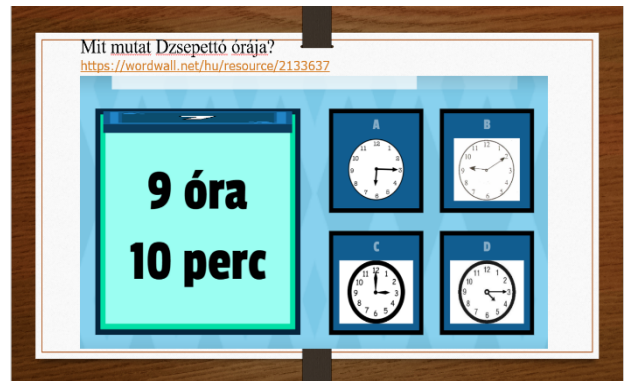 Mit mutat Dzsepettó órája?
https://wordwall.net/hu/resource/2133637
9 óra
10 perc
A
B
C
D